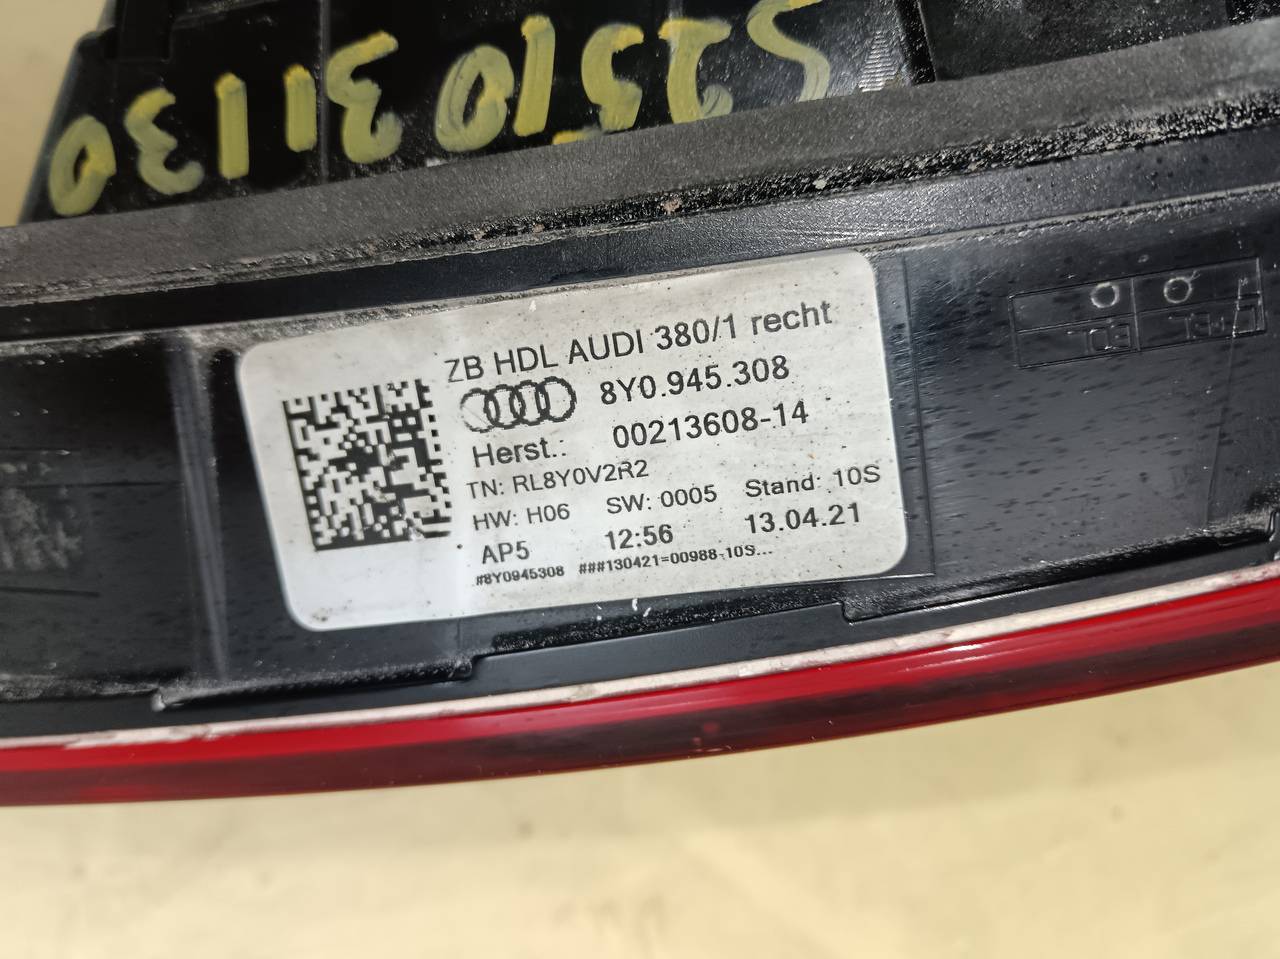 ZB HDL AUDI 380/1 recht
8Y0.945.308
Herst.: 00213608-14
TN: RL8Y0V2R2
HW: H06 SW: 0005 Stand: 10S
AP5 12:56 13.04.21
#8Y0945308 ###130421=00988-10S...